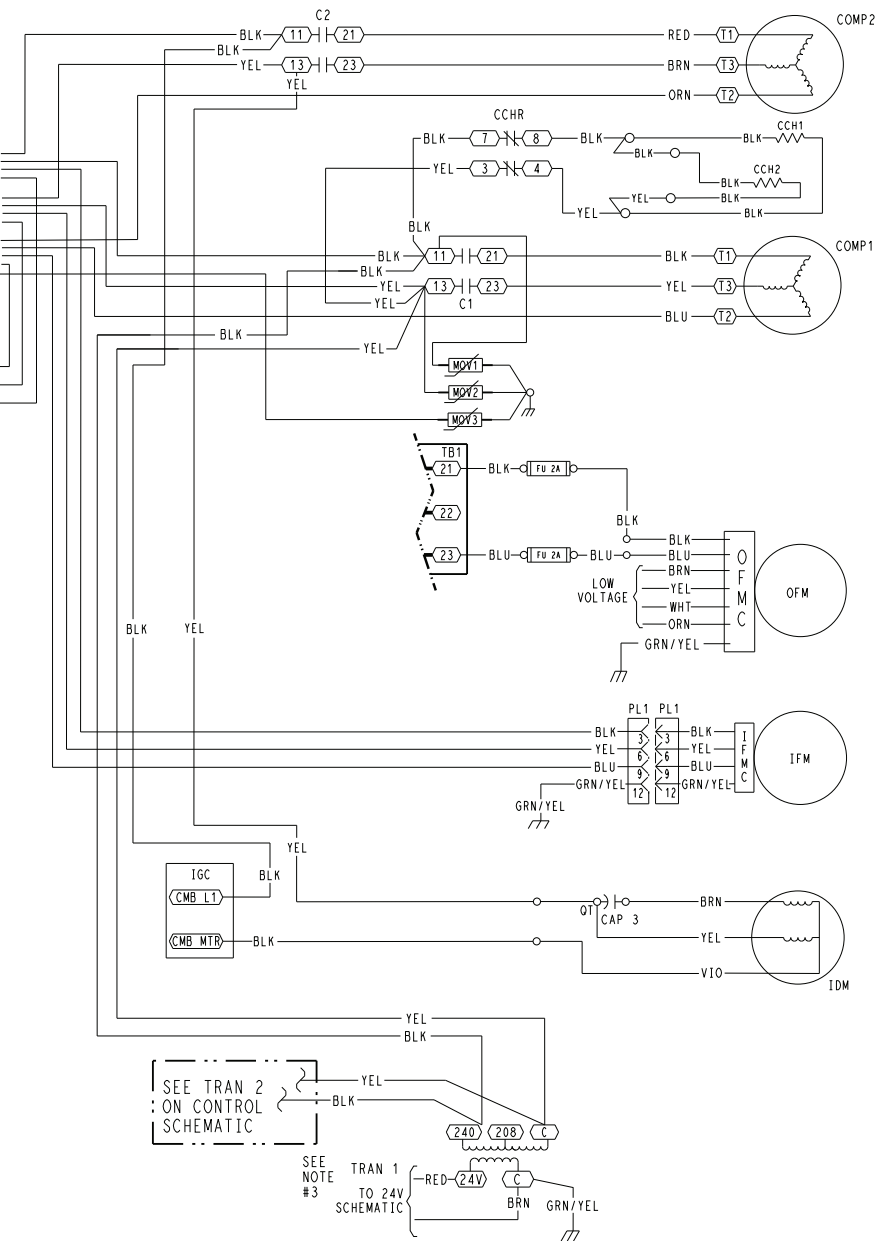 C2
COMP2
BLK 11 21 RED T1
BLK
YEL 13 23 BRN T3
YEL
ORN T2
CCHR
BLK 7 8 BLK BLK CCH1
BLK
YEL 3 4 CCH2
BLK
YEL BLK
YEL BLK
BLK
COMP1
BLK 11 21 BLK T1
BLK
YEL 13 23 YEL T3
YEL C1
BLU T2
BLK
YEL
MOV1
MOV2
MOV3
TB1
21 BLK FU 2A
22
BLK
23 BLU FU 2A BLU
BLK
BLU
BRN
YEL
WHT
ORN
GRN/YEL
LOW
VOLTAGE
OFMC
OFM
BLK YEL
PL1 PL1
BLK 3 3 BLK
YEL 6 6 YEL
BLU 9 9 BLU
GRN/YEL 12 12 GRN/YEL
IFMC
IFM
GRN/YEL
YEL
IGC
BLK
CMB L1
QT
CAP 3
BRN
CMB MTR BLK
YEL
VIO
IDM
YEL
BLK
SEE TRAN 2
ON CONTROL
SCHEMATIC
YEL
BLK
240 208 C
SEE
NOTE
#3
TRAN 1
RED 24V C
TO 24V
SCHEMATIC
BRN GRN/YEL